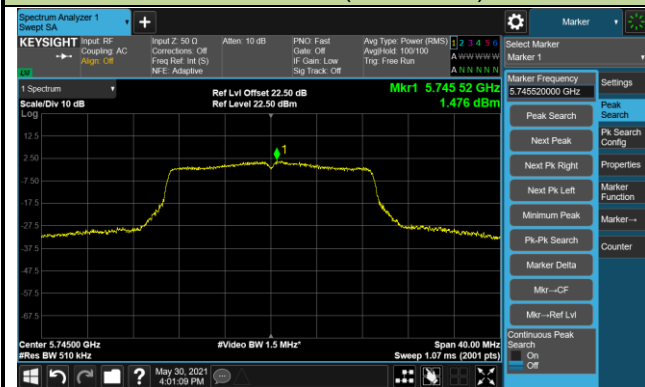 Spectrum Analyzer 1
Swept SA
Marker
KEYSIGHT
Input: RF
Coupling: AC
Align: Off
Input Z: 50 Ω
Corrections: Off
Freq Ref: Int (S)
NFE: Adaptive
Atten: 10 dB
PNO: Fast
Gate: Off
IF Gain: Low
Sig Track: Off
Avg Type: Power (RMS)
Avg|Hold: 100/100
Trig: Free Run
1 2 3 4 5 6
A W W W W W
A N N N N N
Select Marker
Marker 1
LXI
1 Spectrum
Scale/Div 10 dB
Log
Ref Lvl Offset 22.50 dB
Ref Level 22.50 dBm
Mkr1 5.745 52 GHz
1.476 dBm
Marker Frequency
5.745520000 GHz
Settings
Peak Search
Peak Search
Next Peak
Pk Search Config
Next Pk Right
Properties
Next Pk Left
Marker Function
Minimum Peak
Marker→
Pk-Pk Search
Counter
Marker Delta
Mkr→CF
Mkr→Ref Lvl
Continuous Peak Search
On
Off
1
12.5
2.50
-7.50
-17.5
-27.5
-37.5
-47.5
-57.5
-67.5
Center 5.74500 GHz
#Res BW 510 kHz
#Video BW 1.5 MHz*
Span 40.00 MHz
Sweep 1.07 ms (2001 pts)
?
May 30, 2021
4:01:09 PM